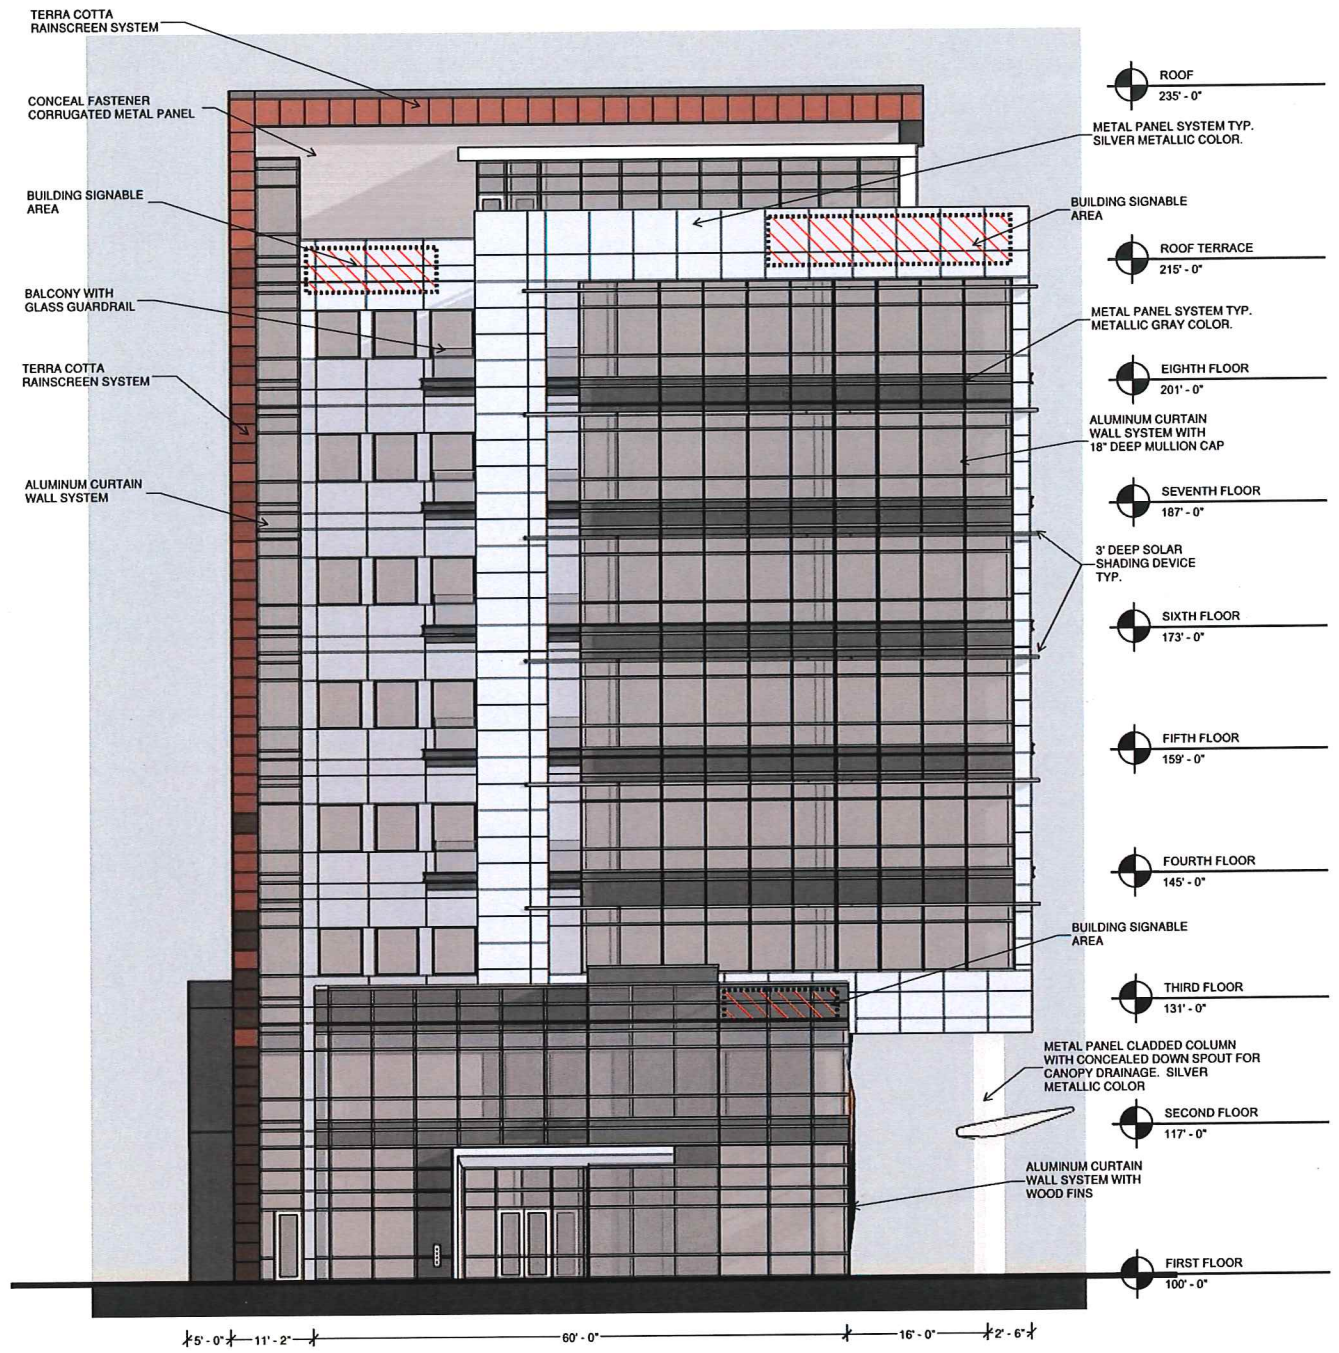 TERRA COTTA
RAINSCREEN SYSTEM
CONCEAL FASTENER
CORRUGATED METAL PANEL
BUILDING SIGNABLE
AREA
BALCONY WITH
GLASS GUARDRAIL
TERRA COTTA
RAINSCREEN SYSTEM
ALUMINUM CURTAIN
WALL SYSTEM
ROOF
235' - 0"
METAL PANEL SYSTEM TYP.
SILVER METALLIC COLOR.
BUILDING SIGNABLE
AREA
ROOF TERRACE
215' - 0"
METAL PANEL SYSTEM TYP.
METALLIC GRAY COLOR.
EIGHTH FLOOR
201' - 0"
ALUMINUM CURTAIN
WALL SYSTEM WITH
18" DEEP MULLION CAP
SEVENTH FLOOR
187' - 0"
3' DEEP SOLAR
SHADING DEVICE
TYP.
SIXTH FLOOR
173' - 0"
FIFTH FLOOR
159' - 0"
FOURTH FLOOR
145' - 0"
BUILDING SIGNABLE
AREA
THIRD FLOOR
131' - 0"
METAL PANEL CLADDED COLUMN
WITH CONCEALED DOWN SPOUT FOR
CANOPY DRAINAGE. SILVER
METALLIC COLOR
SECOND FLOOR
117' - 0"
ALUMINUM CURTAIN
WALL SYSTEM WITH
WOOD FINS
FIRST FLOOR
100' - 0"
5' - 0" 11' - 2" 60' - 0" 16' - 0" 2' - 6"